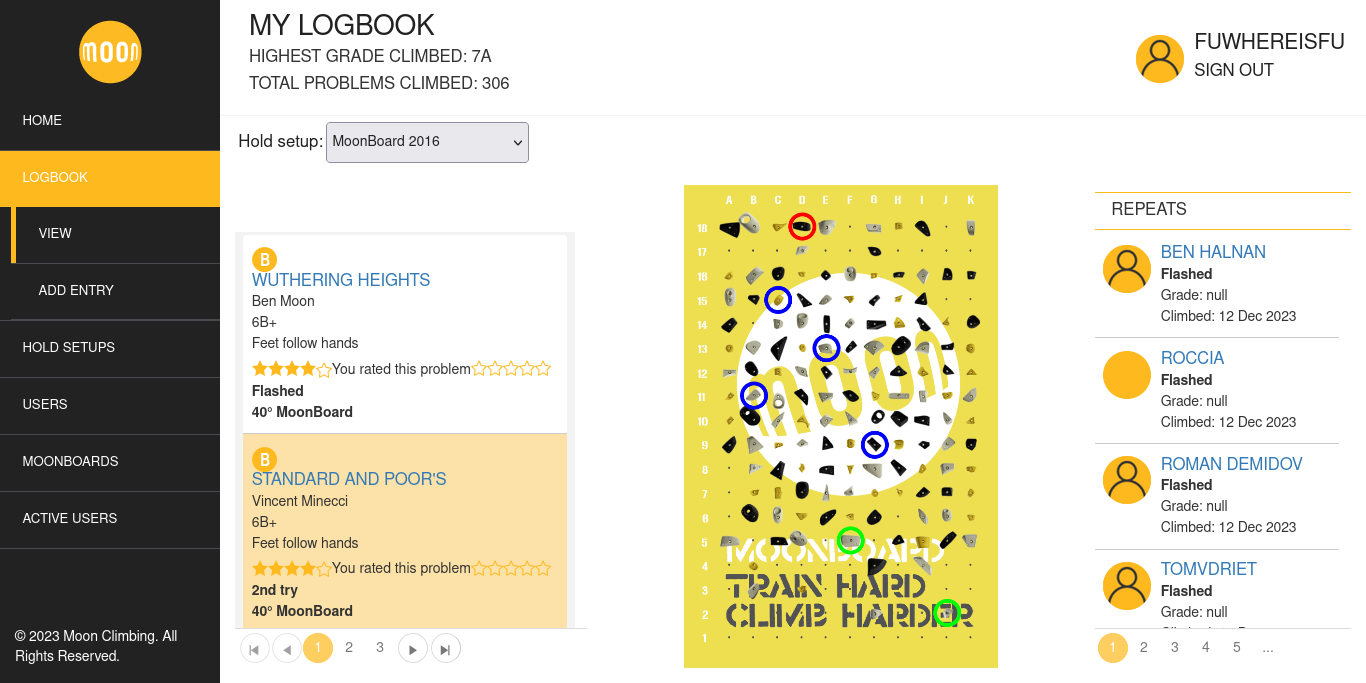 moon
HOME
LOGBOOK
VIEW
ADD ENTRY
HOLD SETUPS
USERS
MOONBOARDS
ACTIVE USERS
© 2023 Moon Climbing. All
Rights Reserved.
MY LOGBOOK
HIGHEST GRADE CLIMBED: 7A
TOTAL PROBLEMS CLIMBED: 306
FUWHEREISFU
SIGN OUT
Hold setup: MoonBoard 2016
B
WUTHERING HEIGHTS
Ben Moon
6B+
Feet follow hands
You rated this problem
Flashed
40° MoonBoard
B
STANDARD AND POOR'S
Vincent Minecci
6B+
Feet follow hands
You rated this problem
2nd try
40° MoonBoard
1 2 3
A B C D E F G H I J K
18
17
16
15
14
13
12
11
10
9
8
7
6
5
4
3
2
1
moon
MOONBOARD
TRAIN HARD
CLIMB HARDER
REPEATS
BEN HALNAN
Flashed
Grade: null
Climbed: 12 Dec 2023
ROCCIA
Flashed
Grade: null
Climbed: 12 Dec 2023
ROMAN DEMIDOV
Flashed
Grade: null
Climbed: 12 Dec 2023
TOMVDRIET
Flashed
Grade: null
1 2 3 4 5 ...